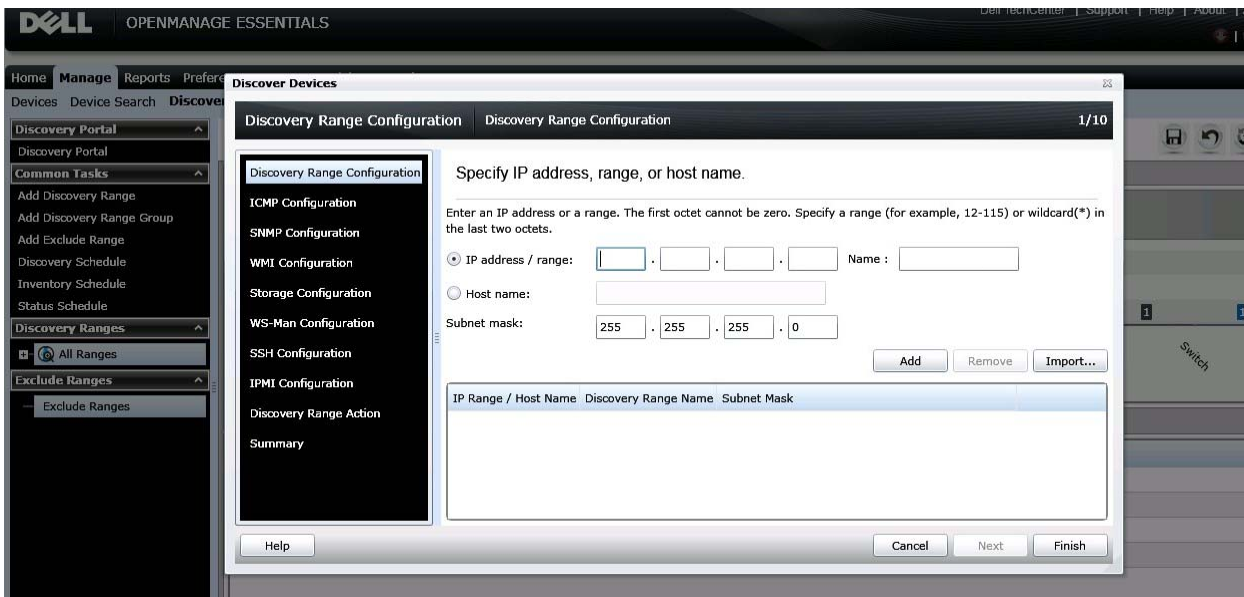 DELL OPENMANAGE ESSENTIALS
Dell TechCenter | Support | Help | About
Home Manage Reports
Devices Device Search
Discovery Portal
Discovery Portal
Common Tasks
Add Discovery Range
Add Discovery Range Group
Add Exclude Range
Discovery Schedule
Inventory Schedule
Status Schedule
Discovery Ranges
All Ranges
Exclude Ranges
Exclude Ranges
Discover Devices
Discovery Range Configuration Discovery Range Configuration 1/10
Discovery Range Configuration
ICMP Configuration
SNMP Configuration
WMI Configuration
Storage Configuration
WS-Man Configuration
SSH Configuration
IPMI Configuration
Discovery Range Action
Summary
Specify IP address, range, or host name.
Enter an IP address or a range. The first octet cannot be zero. Specify a range (for example, 12-115) or wildcard(*) in
the last two octets.
IP address / range: . . . Name :
Host name:
Subnet mask: 255 . 255 . 255 . 0
Add Remove Import...
IP Range / Host Name Discovery Range Name Subnet Mask
Help Cancel Next Finish
1
Switch